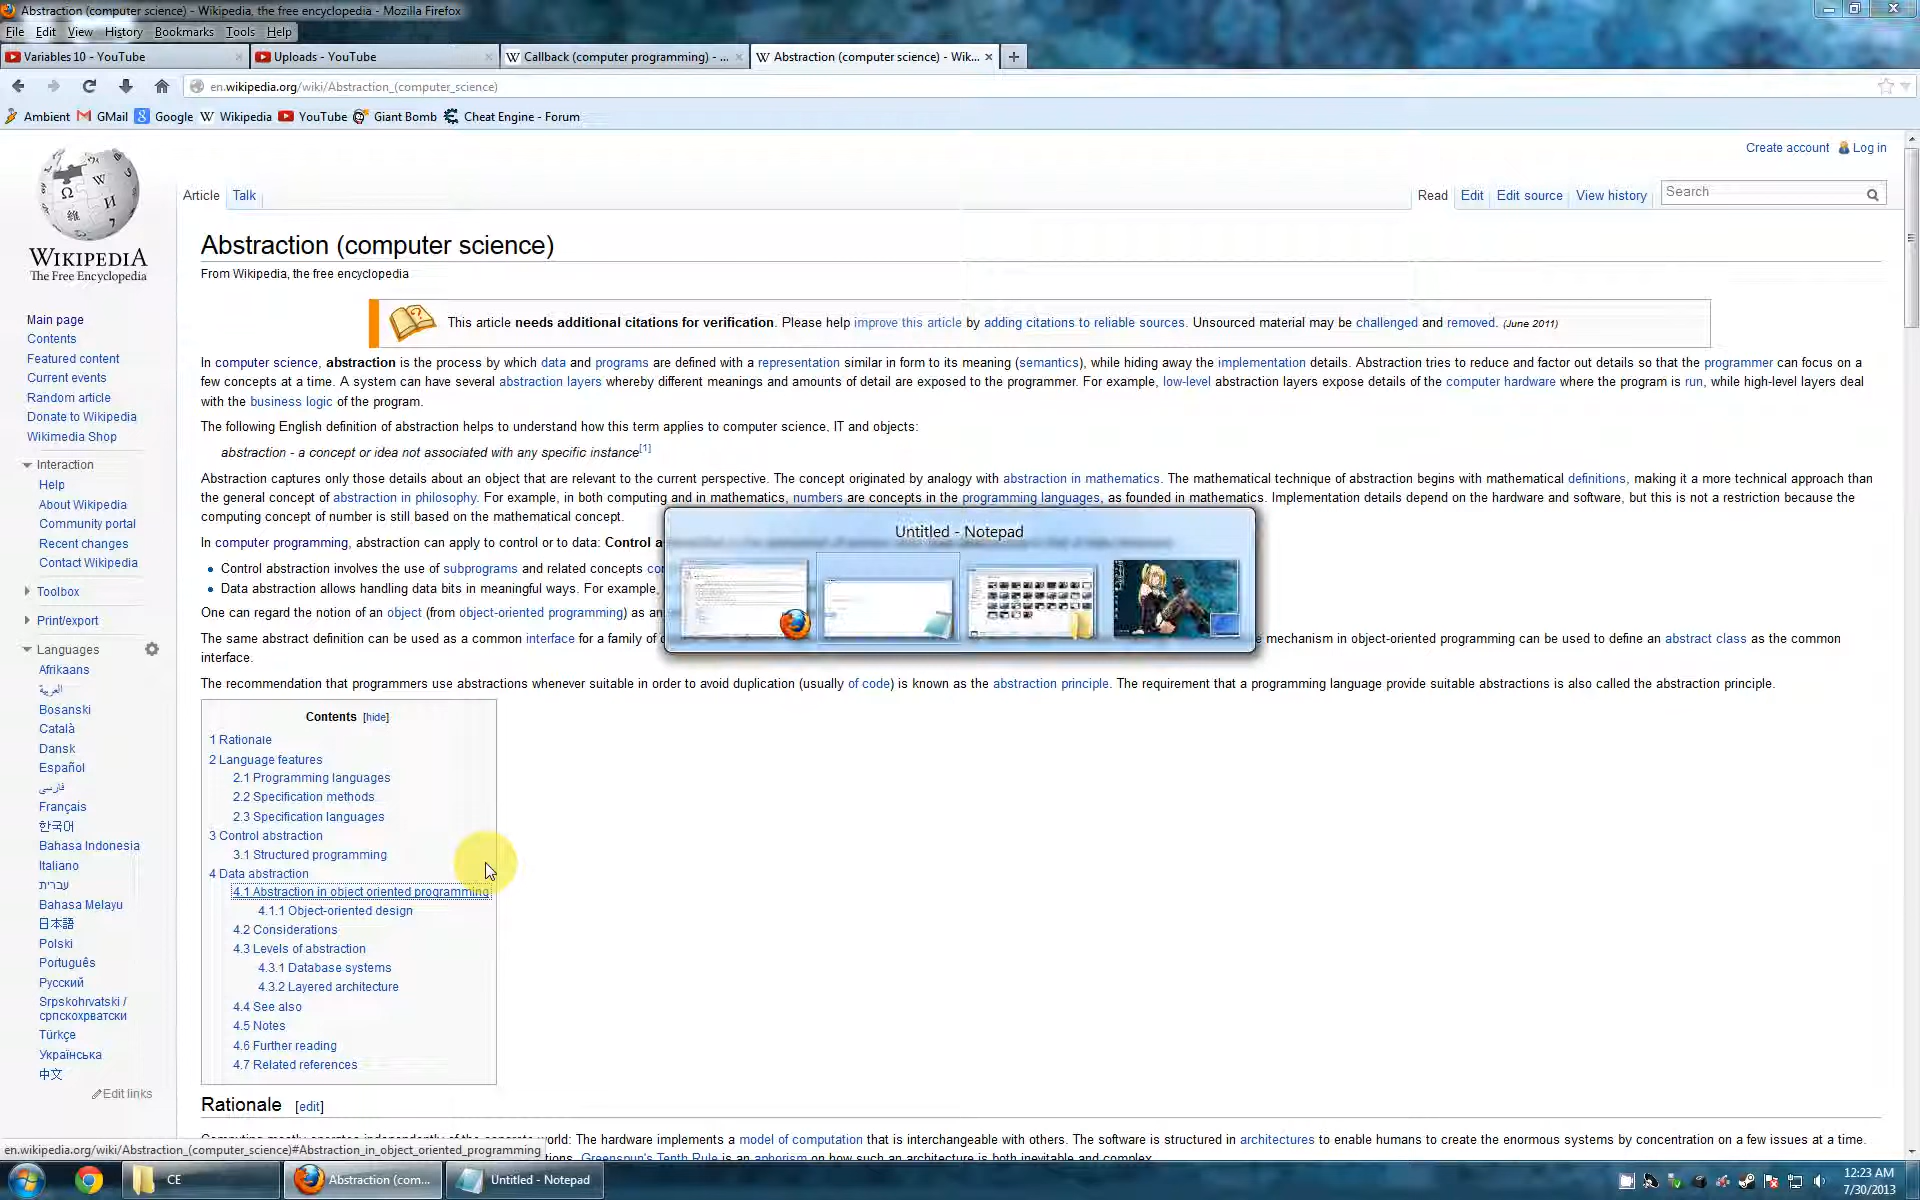 Abstraction (computer science) - Wikipedia, the free encyclopedia - Mozilla Firefox
File Edit View History Bookmarks Tools Help
Variables10 - YouTube
Uploads - YouTube
Callback (computer programming) - ...
Abstraction (computer science) - Wik...
en.wikipedia.org/wiki/Abstraction_(computer_science)
Ambient GMail Google Wikipedia YouTube Giant Bomb Cheat Engine - Forum
Create account Log in
Article Talk
Read Edit Edit source View history Search
WIKIPEDIA
The Free Encyclopedia
Main page
Contents
Featured content
Current events
Random article
Donate to Wikipedia
Wikimedia Shop
Interaction
Help
About Wikipedia
Community portal
Recent changes
Contact Wikipedia
Toolbox
Print/export
Languages
Afrikaans
العربية
Bosanski
Català
Dansk
Español
فارسی
Français
한국어
Bahasa Indonesia
Italiano
עברית
Bahasa Melayu
日本語
Polski
Português
Русский
Srpskohrvatski /
српскохрватски
Türkçe
Українська
中文
Edit links
Abstraction (computer science)
From Wikipedia, the free encyclopedia
This article needs additional citations for verification. Please help improve this article by adding citations to reliable sources. Unsourced material may be challenged and removed. (June 2011)
In computer science, abstraction is the process by which data and programs are defined with a representation similar in form to its meaning (semantics), while hiding away the implementation details. Abstraction tries to reduce and factor out details so that the programmer can focus on a
few concepts at a time. A system can have several abstraction layers whereby different meanings and amounts of detail are exposed to the programmer. For example, low-level abstraction layers expose details of the computer hardware where the program is run, while high-level layers deal
with the business logic of the program.
The following English definition of abstraction helps to understand how this term applies to computer science, IT and objects:
abstraction - a concept or idea not associated with any specific instance[1]
Abstraction captures only those details about an object that are relevant to the current perspective. The concept originated by analogy with abstraction in mathematics. The mathematical technique of abstraction begins with mathematical definitions, making it a more technical approach than
the general concept of abstraction in philosophy. For example, in both computing and in mathematics, numbers are concepts in the programming languages, as founded in mathematics. Implementation details depend on the hardware and software, but this is not a restriction because the
computing concept of number is still based on the mathematical concept.
In computer programming, abstraction can apply to control or to data: Control a
Control abstraction involves the use of subprograms and related concepts co
Data abstraction allows handling data bits in meaningful ways. For example,
One can regard the notion of an object (from object-oriented programming) as an
The same abstract definition can be used as a common interface for a family of mechanism in object-oriented programming can be used to define an abstract class as the common
interface.
The recommendation that programmers use abstractions whenever suitable in order to avoid duplication (usually of code) is known as the abstraction principle. The requirement that a programming language provide suitable abstractions is also called the abstraction principle.
Untitled - Notepad
Contents [hide]
1 Rationale
2 Language features
2.1 Programming languages
2.2 Specification methods
2.3 Specification languages
3 Control abstraction
3.1 Structured programming
4 Data abstraction
4.1 Abstraction in object oriented programming
4.1.1 Object-oriented design
4.2 Considerations
4.3 Levels of abstraction
4.3.1 Database systems
4.3.2 Layered architecture
4.4 See also
4.5 Notes
4.6 Further reading
4.7 Related references
Rationale [edit]
world: The hardware implements a model of computation that is interchangeable with others. The software is structured in architectures to enable humans to create the enormous systems by concentration on a few issues at a time.
Greenspun's Tenth Rule is an aphorism on how such an architecture is both inevitable and complex.
en.wikipedia.org/wiki/Abstraction_(computer_science)#Abstraction_in_object_oriented_programming
CE
Abstraction (com...
Untitled - Notepad
12:23 AM
7/30/2013